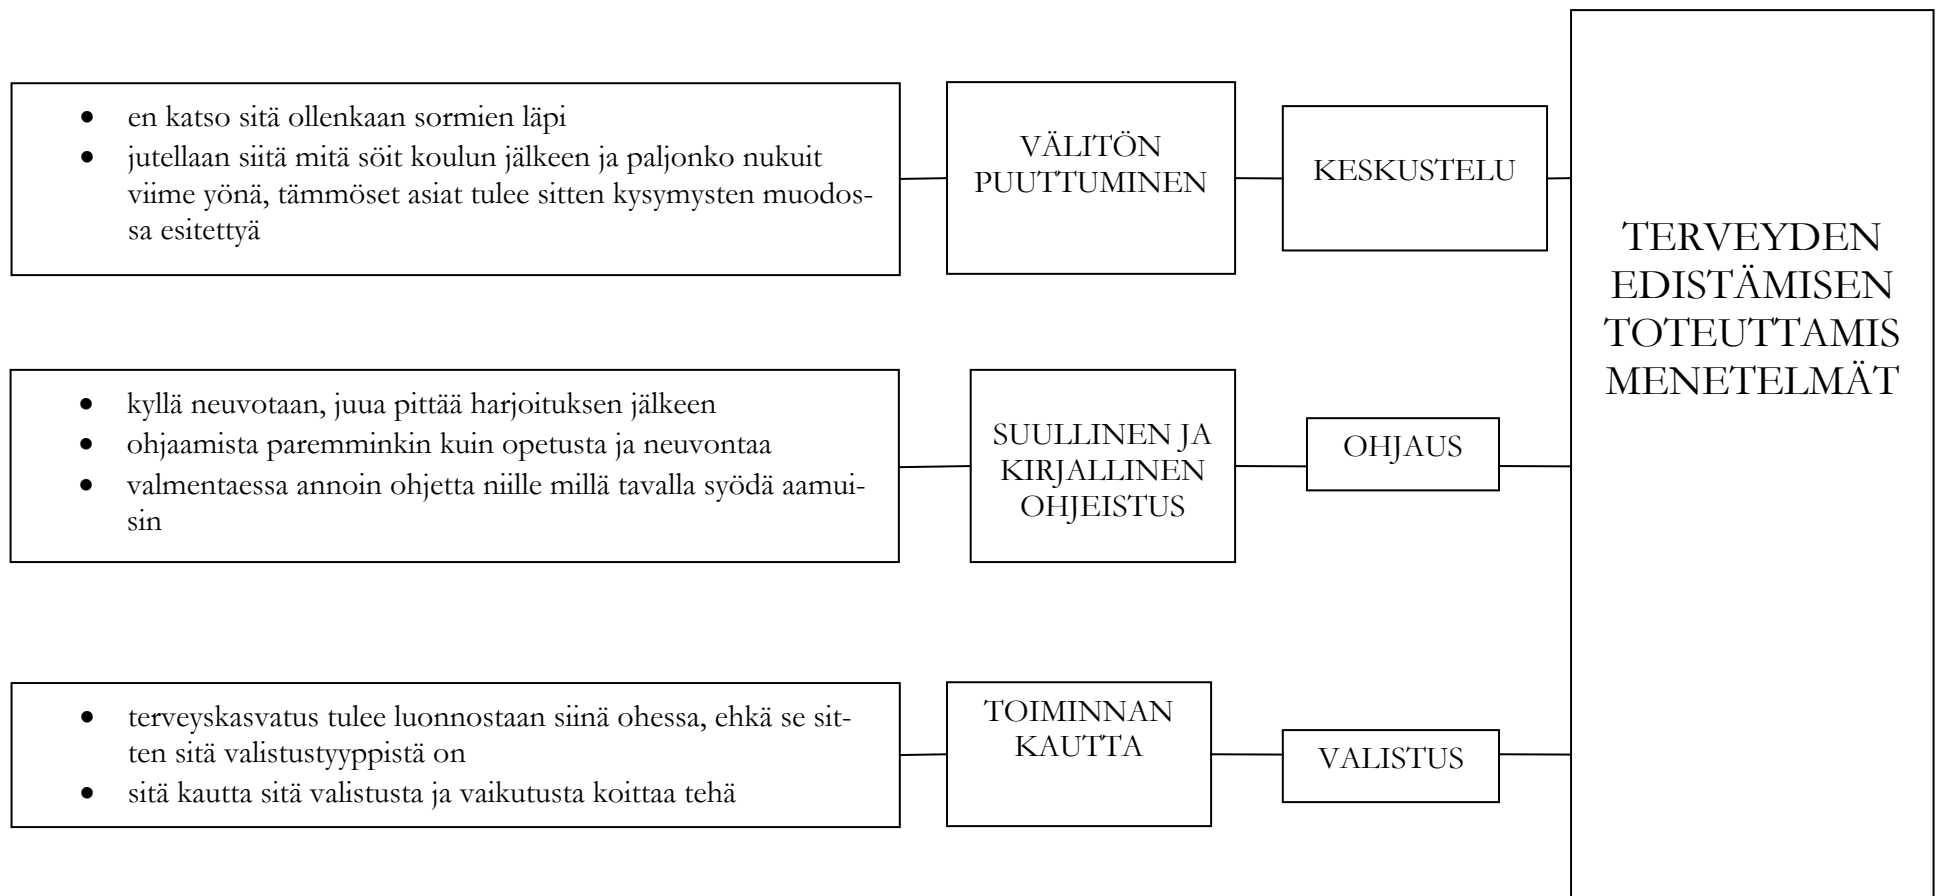 • en katso sitä ollenkaan sormien läpi
• jutellaan siitä mitä söit koulun jälkeen ja paljonko nukuit
viime yönä, tämmöset asiat tulee sitten kysymysten muodos-
sa esitettyä
VÄLITÖN
PUUTTUMINEN
KESKUSTELU
TERVEYDEN
EDISTÄMISEN
TOTEUTTAMIS
MENETELMÄT
• kyllä neuvotaan, juua pittää harjoituksen jälkeen
• ohjaamista paremminkin kuin opetusta ja neuvontaa
• valmentaessa annoin ohjetta niille millä tavalla syödä aamui-
sin
SUULLINEN JA
KIRJALLINEN
OHJEISTUS
OHJAUS
• terveyskasvatus tulee luonnostaan siinä ohessa, ehkä se sit-
ten sitä valistustyyppistä on
• sitä kautta sitä valistusta ja vaikutusta koittaa tehä
TOIMINNAN
KAUTTA
VALISTUS